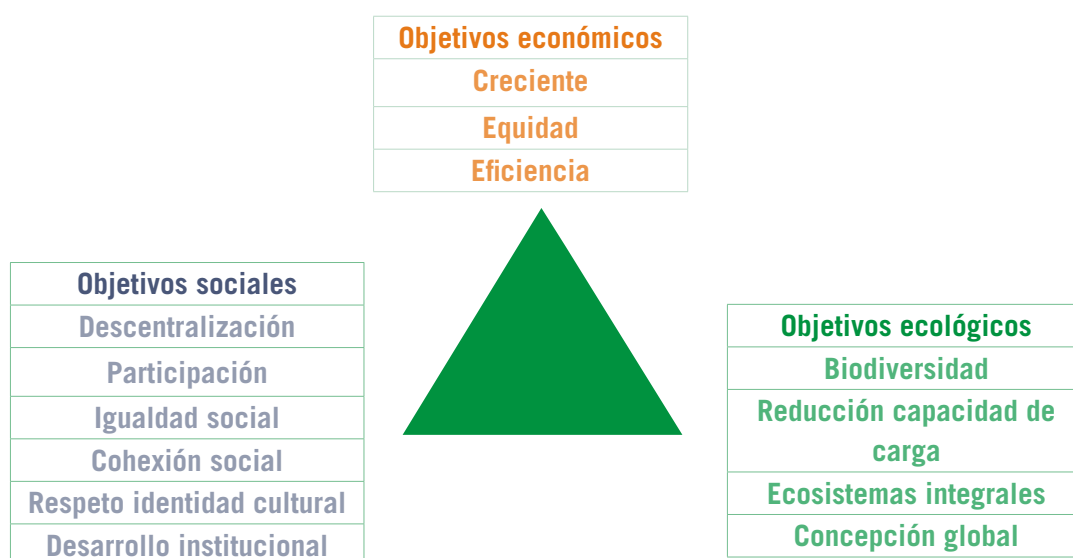 Objetivos económicos
Creciente
Equidad
Eficiencia
Objetivos sociales
Descentralización
Participación
Igualdad social
Cohexión social
Respeto identidad cultural
Desarrollo institucional
Objetivos ecológicos
Biodiversidad
Reducción capacidad de
carga
Ecosistemas integrales
Concepción global